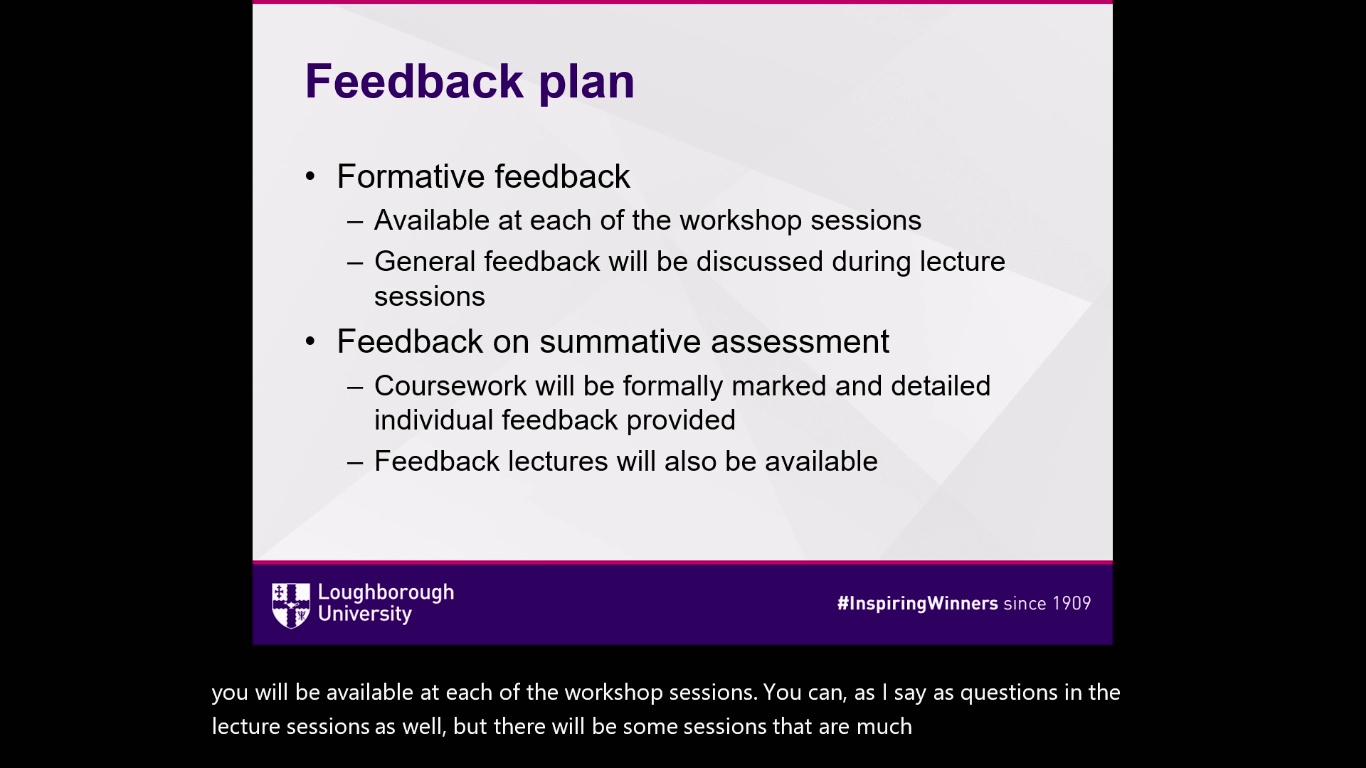 Feedback plan
• Formative feedback
– Available at each of the workshop sessions
– General feedback will be discussed during lecture
sessions
• Feedback on summative assessment
– Coursework will be formally marked and detailed
individual feedback provided
– Feedback lectures will also be available
Loughborough
University
#InspiringWinners since 1909
you will be available at each of the workshop sessions. You can, as I say as questions in the
lecture sessions as well, but there will be some sessions that are much